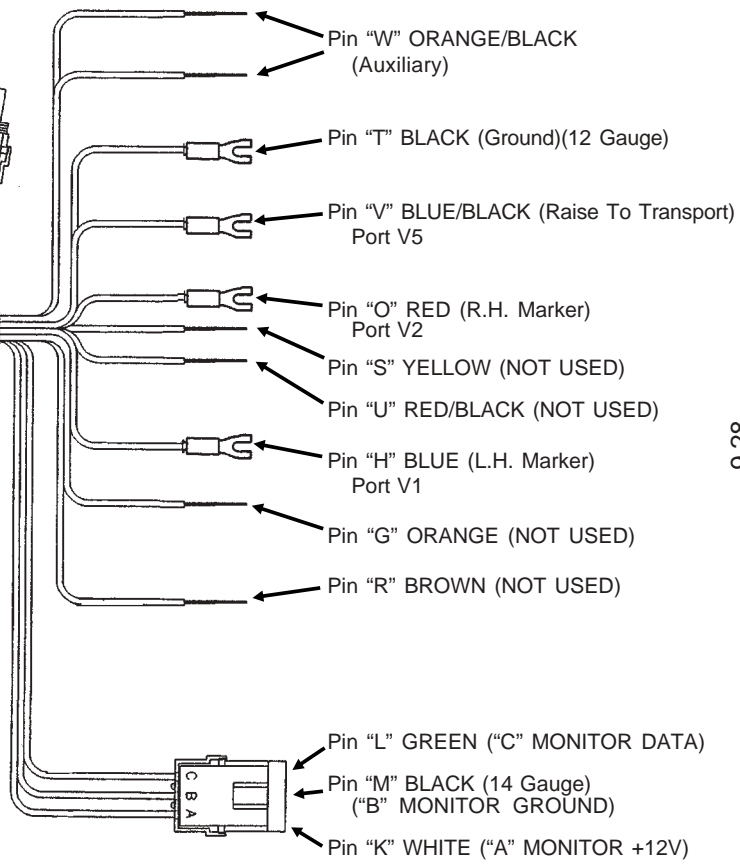 Pin “W” ORANGE/BLACK
(Auxiliary)
Pin “T” BLACK (Ground)(12 Gauge)
Pin “V” BLUE/BLACK (Raise To Transport)
Port V5
Pin “O” RED (R.H. Marker)
Port V2
Pin “S” YELLOW (NOT USED)
Pin “U” RED/BLACK (NOT USED)
Pin “H” BLUE (L.H. Marker)
Port V1
Pin “G” ORANGE (NOT USED)
Pin “R” BROWN (NOT USED)
Pin “L” GREEN (“C” MONITOR DATA)
Pin “M” BLACK (14 Gauge)
(“B” MONITOR GROUND)
Pin “K” WHITE (“A” MONITOR +12V)
C
B
A